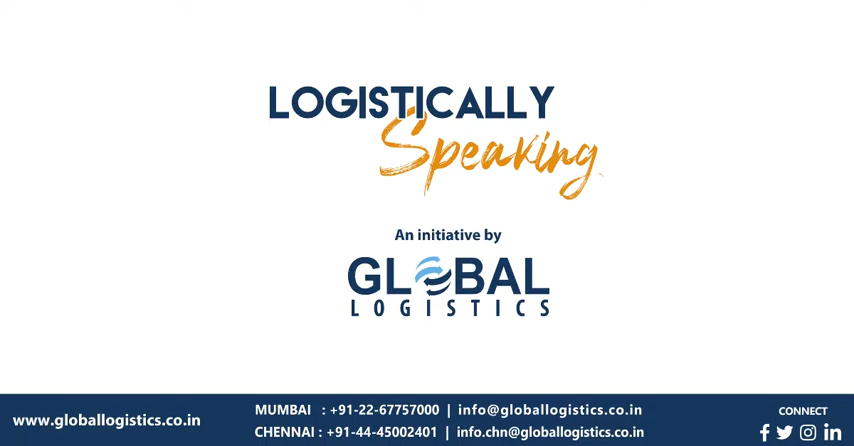 LOGISTICALLY
Speaking
An initiative by
GLOBAL
LOGISTICS
www.globallogistics.co.in
MUMBAI : +91-22-67757000 | info@globallogistics.co.in
CHENNAI : +91-44-45002401 | info.chn@globallogistics.co.in
CONNECT